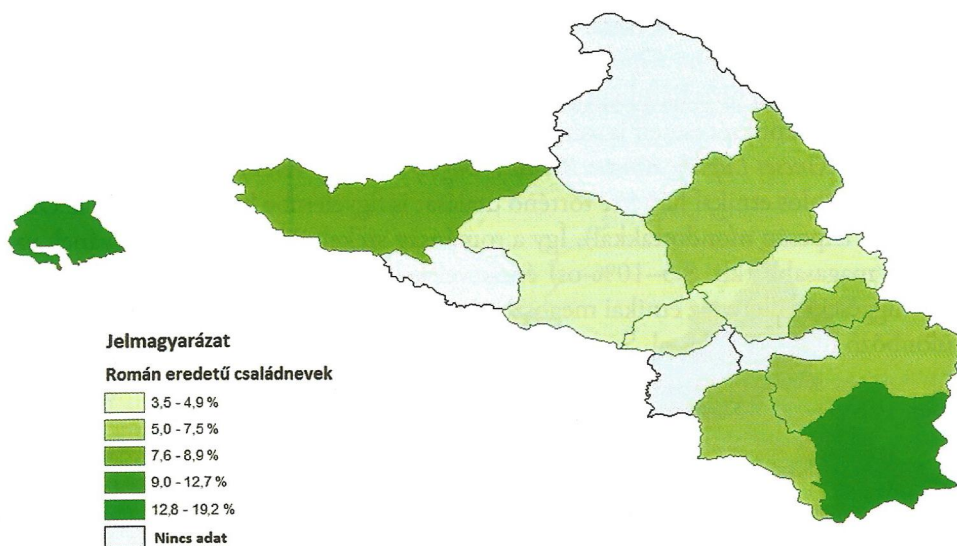 Jelmagyarázat
Román eredetű családnevek
3,5 - 4,9 %
5,0 - 7,5 %
7,6 - 8,9 %
9,0 - 12,7 %
12,8 - 19,2 %
Nincs adat